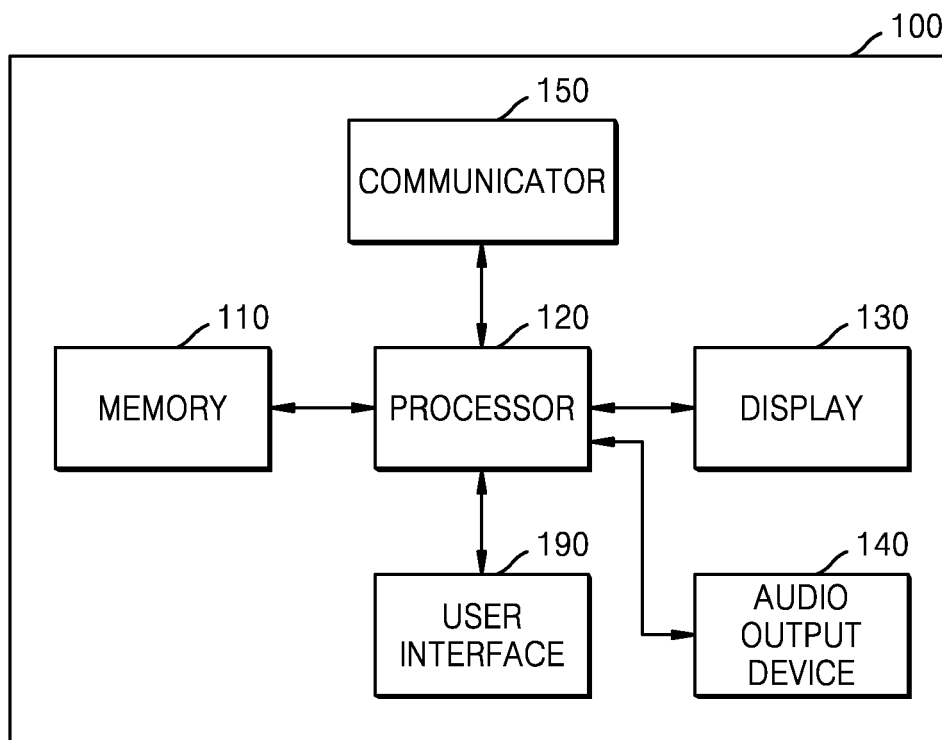 100
150
COMMUNICATOR
110
120
130
MEMORY
PROCESSOR
DISPLAY
190
140
USER
INTERFACE
AUDIO
OUTPUT
DEVICE